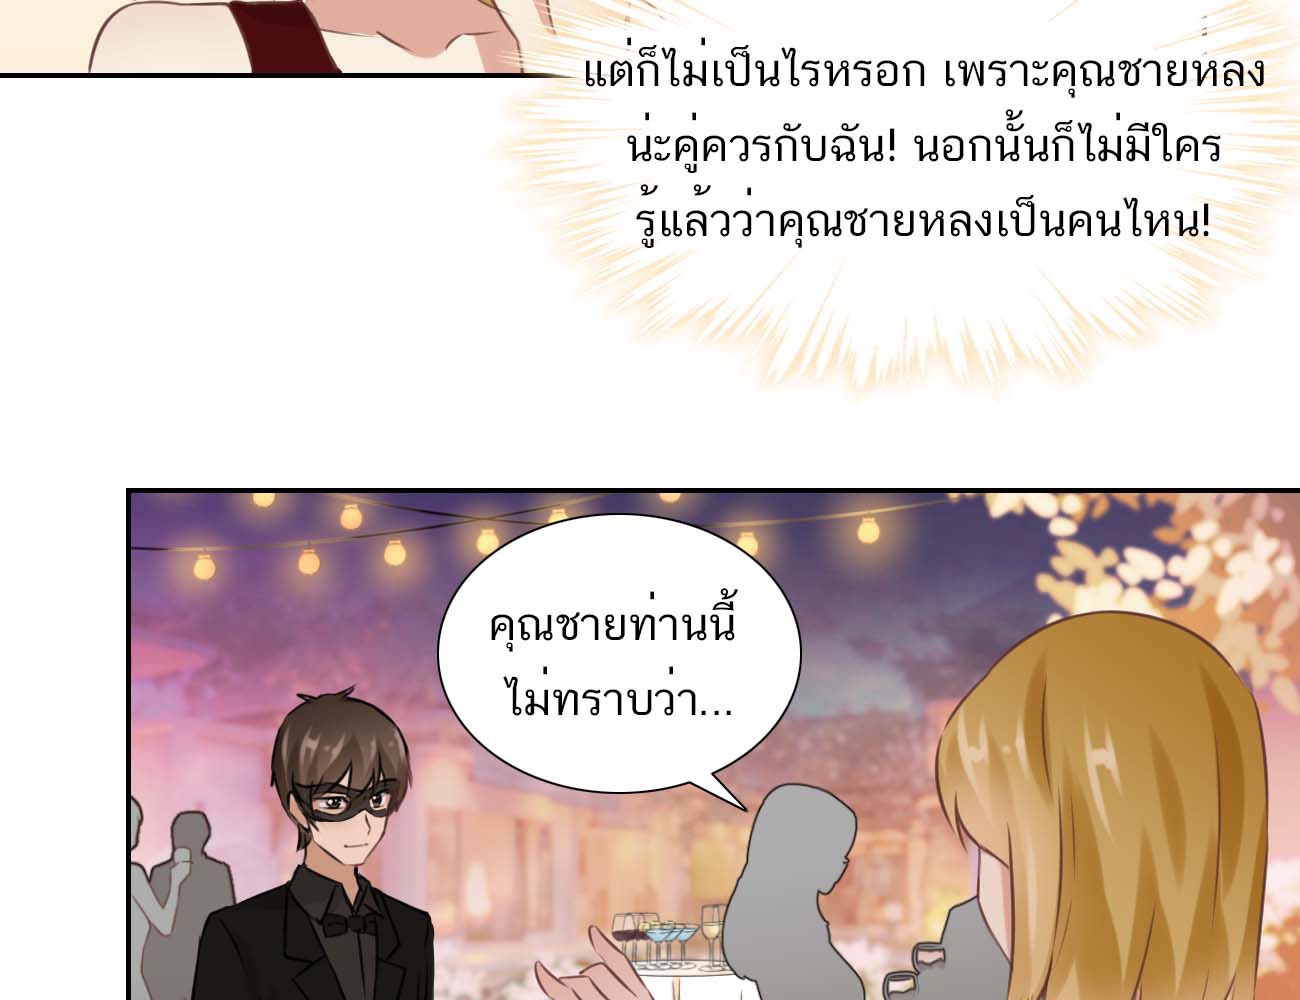 แต่ก็ไม่เป็นไรหรอก เพราะคุณชายหลง
น่ะคู่ควรกับฉัน! นอกนั้นก็ไม่มีใคร
รู้แล้วว่าคุณชายหลงเป็นคนไหน!
คุณชายท่านนี้
ไม่ทราบว่า...